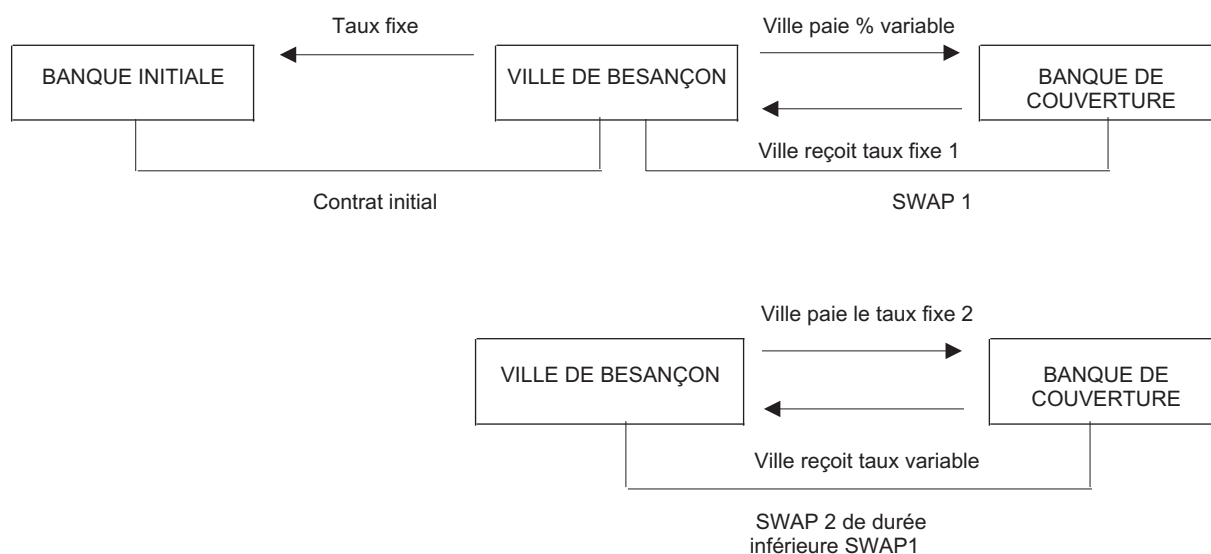 Taux fixe
Ville paie % variable
BANQUE INITIALE
VILLE DE BESANÇON
BANQUE DE
COUVERTURE
Ville reçoit taux fixe 1
Contrat initial
SWAP 1
Ville paie le taux fixe 2
VILLE DE BESANÇON
BANQUE DE
COUVERTURE
Ville reçoit taux variable
SWAP 2 de durée
inférieure SWAP1